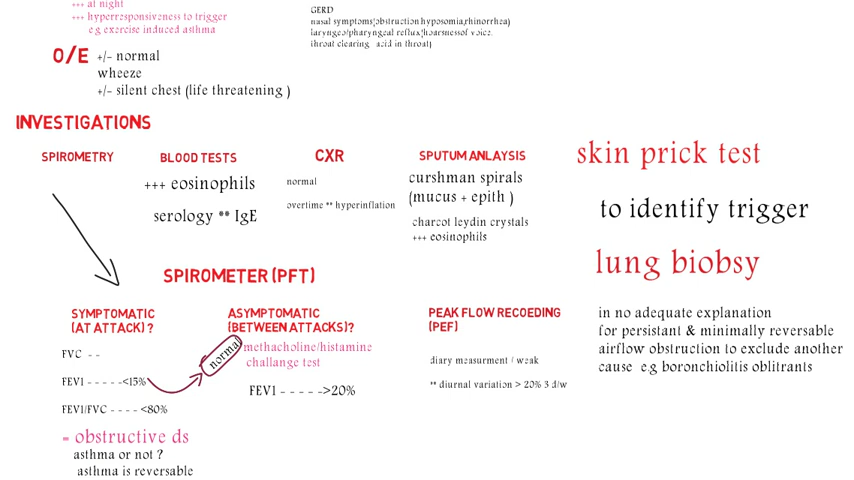 +++ at night
+++ hyperresponsiveness to trigger
e.g exercise induced asthma
GERD
nasal symptoms(obstruction,hyposomia,rhinorrhea)
laryngeo/pharyngeal reflux(hoarsnessof voice,
throat clearing acid in throat)
O/E +/- normal
wheeze
+/- silent chest (life threatening )
INVESTIGATIONS
SPIROMETRY
BLOOD TESTS
+++ eosinophils
serology ** IgE
CXR
normal
overtime ** hyperinflation
SPUTUM ANLAYSIS
curshman spirals
(mucus + epith )
charcot leydin crystals
+++ eosinophils
skin prick test
to identify trigger
lung biobsy
in no adequate explanation
for persistant & minimally reversable
airflow obstruction to exclude another
cause e.g boronchiolitis oblitrants
SPIROMETER (PFT)
SYMPTOMATIC
(AT ATTACK) ?
FVC - -
FEV1 - - - - -<15%
FEV1/FVC - - - - <80%
= obstructive ds
asthma or not ?
asthma is reversable
ASYMPTOMATIC
(BETWEEN ATTACKS)?
normal
methacholine/histamine
challange test
FEV1 - - - - ->20%
PEAK FLOW RECOEDING
(PEF)
diary measurment / weak
** diurnal variation > 20% 3 d/w